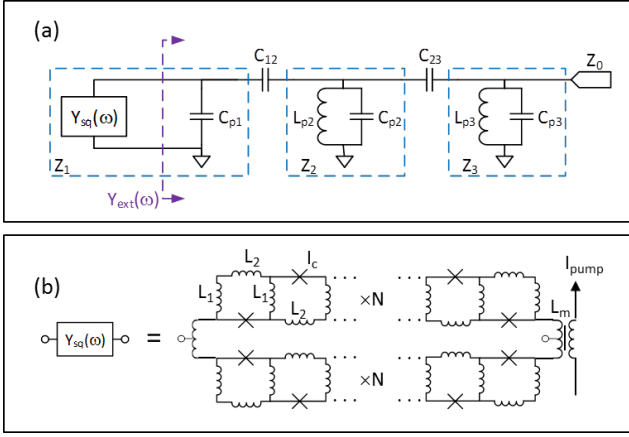 (a)
C12
C23
Z0
Ysq(ω)
Cp1
Lp2
Cp2
Lp3
Cp3
Z1
Z2
Z3
Yext(ω)
(b)
L2
Ic
Ipump
L1
L1
L2
×N
Lm
Ysq(ω)
=
×N